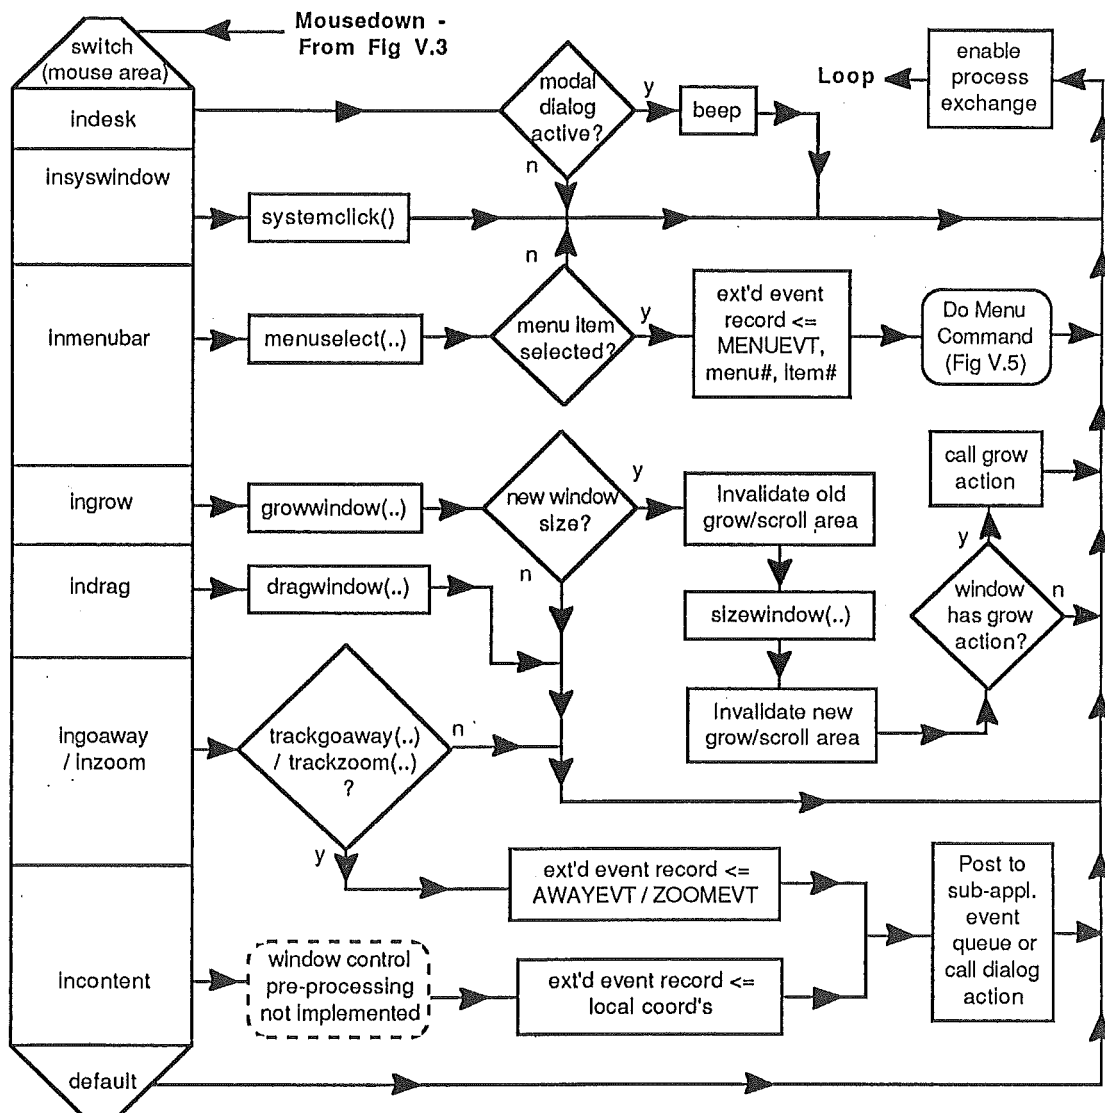 Mousedown -
From Fig V.3
switch
(mouse area)
modal
dialog
active?
y
beep
n
Loop
enable
process
exchange
indesk
insyswindow
systemclick()
n
inmenubar
menuselect(..)
menu item
selected?
y
ext'd event
record <=
MENUEVT,
menu#, Item#
Do Menu
Command
(Fig V.5)
ingrow
growwindow(..)
new window
size?
y
n
Invalidate old
grow/scroll area
call grow
action
y
indrag
dragwindow(..)
sizewindow(..)
window
has grow
action?
n
Ingoaway
/ inzoom
trackgoaway(..)
/ trackzoom(..)
?
n
y
Invalidate new
grow/scroll area
ext'd event record <=
AWAYEVT / ZOOMEVT
Post to
sub-appl.
event
queue or
call dialog
action
Incontent
window control
pre-processing
not Implemented
ext'd event record <=
local coord's
default